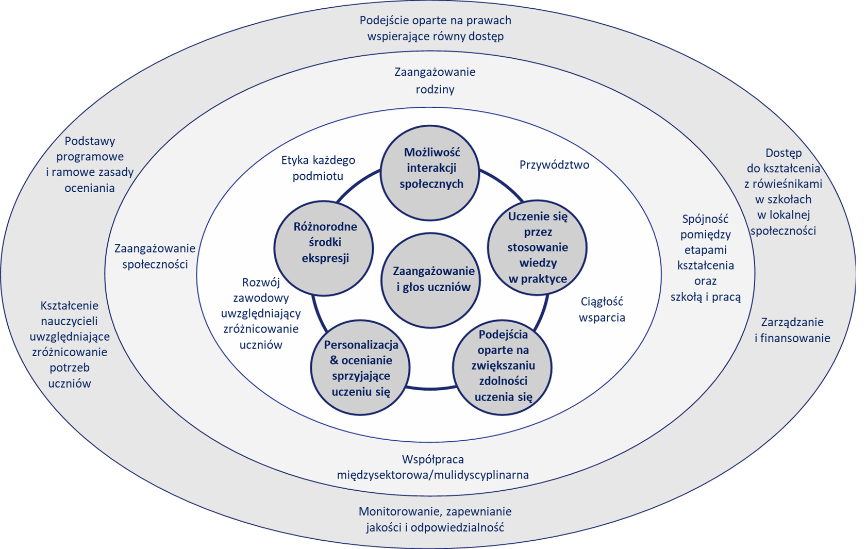 Podejście oparte na prawach
wspierające równy dostęp
Zaangażowanie
rodziny
Podstawy
programowe
i ramowe zasady
oceniania
Etyka każdego
podmiotu
Możliwość
interakcji
społecznych
Przywództwo
Dostęp
do kształcenia
z rówieśnikami
w szkołach
w lokalnej
społeczności
Zaangażowanie
społeczności
Różnorodne
środki
ekspresji
Uczenie się
przez
stosowanie
wiedzy
w praktyce
Spójność
pomiędzy
etapami
kształcenia
oraz
szkołą i pracą
Zaangażowanie
i głos uczniów
Rozwój
zawodowy
uwzględniający
zróżnicowanie
uczniów
Ciągłość
wsparcia
Kształcenie
nauczycieli
uwzględniające
zróżnicowanie
potrzeb
uczniów
Zarządzanie
i finansowanie
Personalizacja
& ocenianie
sprzyjające
uczeniu się
Podejścia
oparte na
zwiększaniu
zdolności
uczenia się
Współpraca
międzysektorowa/mulidyscyplinarna
Monitorowanie, zapewnianie
jakości i odpowiedzialność